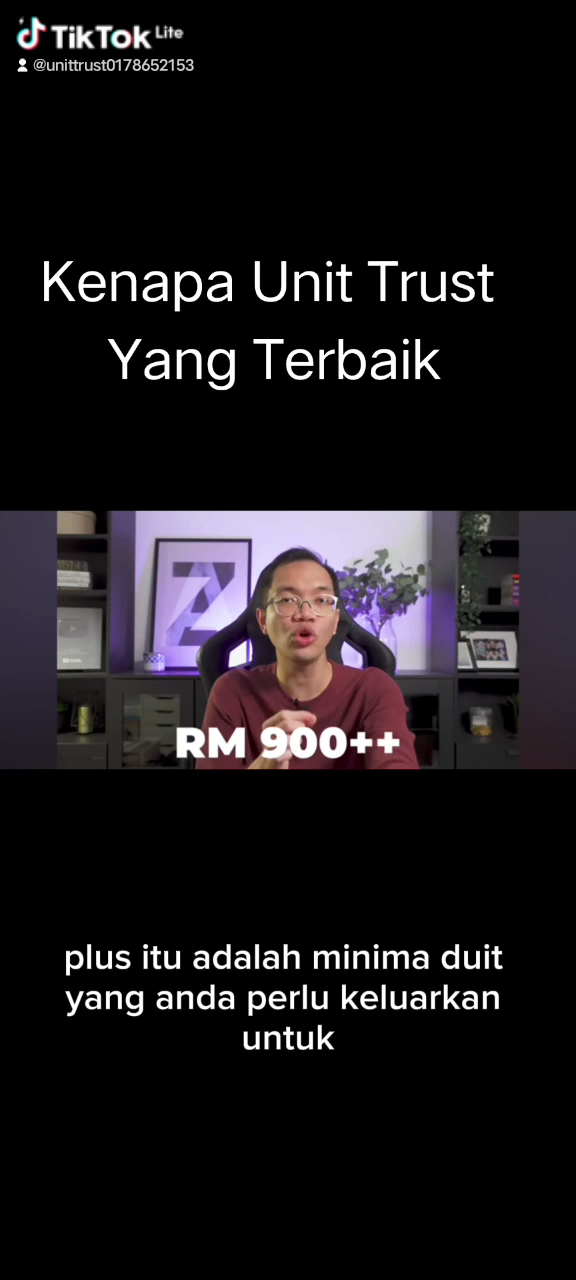 TikTok Lite
@unittrust0178652153
Kenapa Unit Trust
Yang Terbaik
RM 900++
plus itu adalah minima duit
yang anda perlu keluarkan
untuk